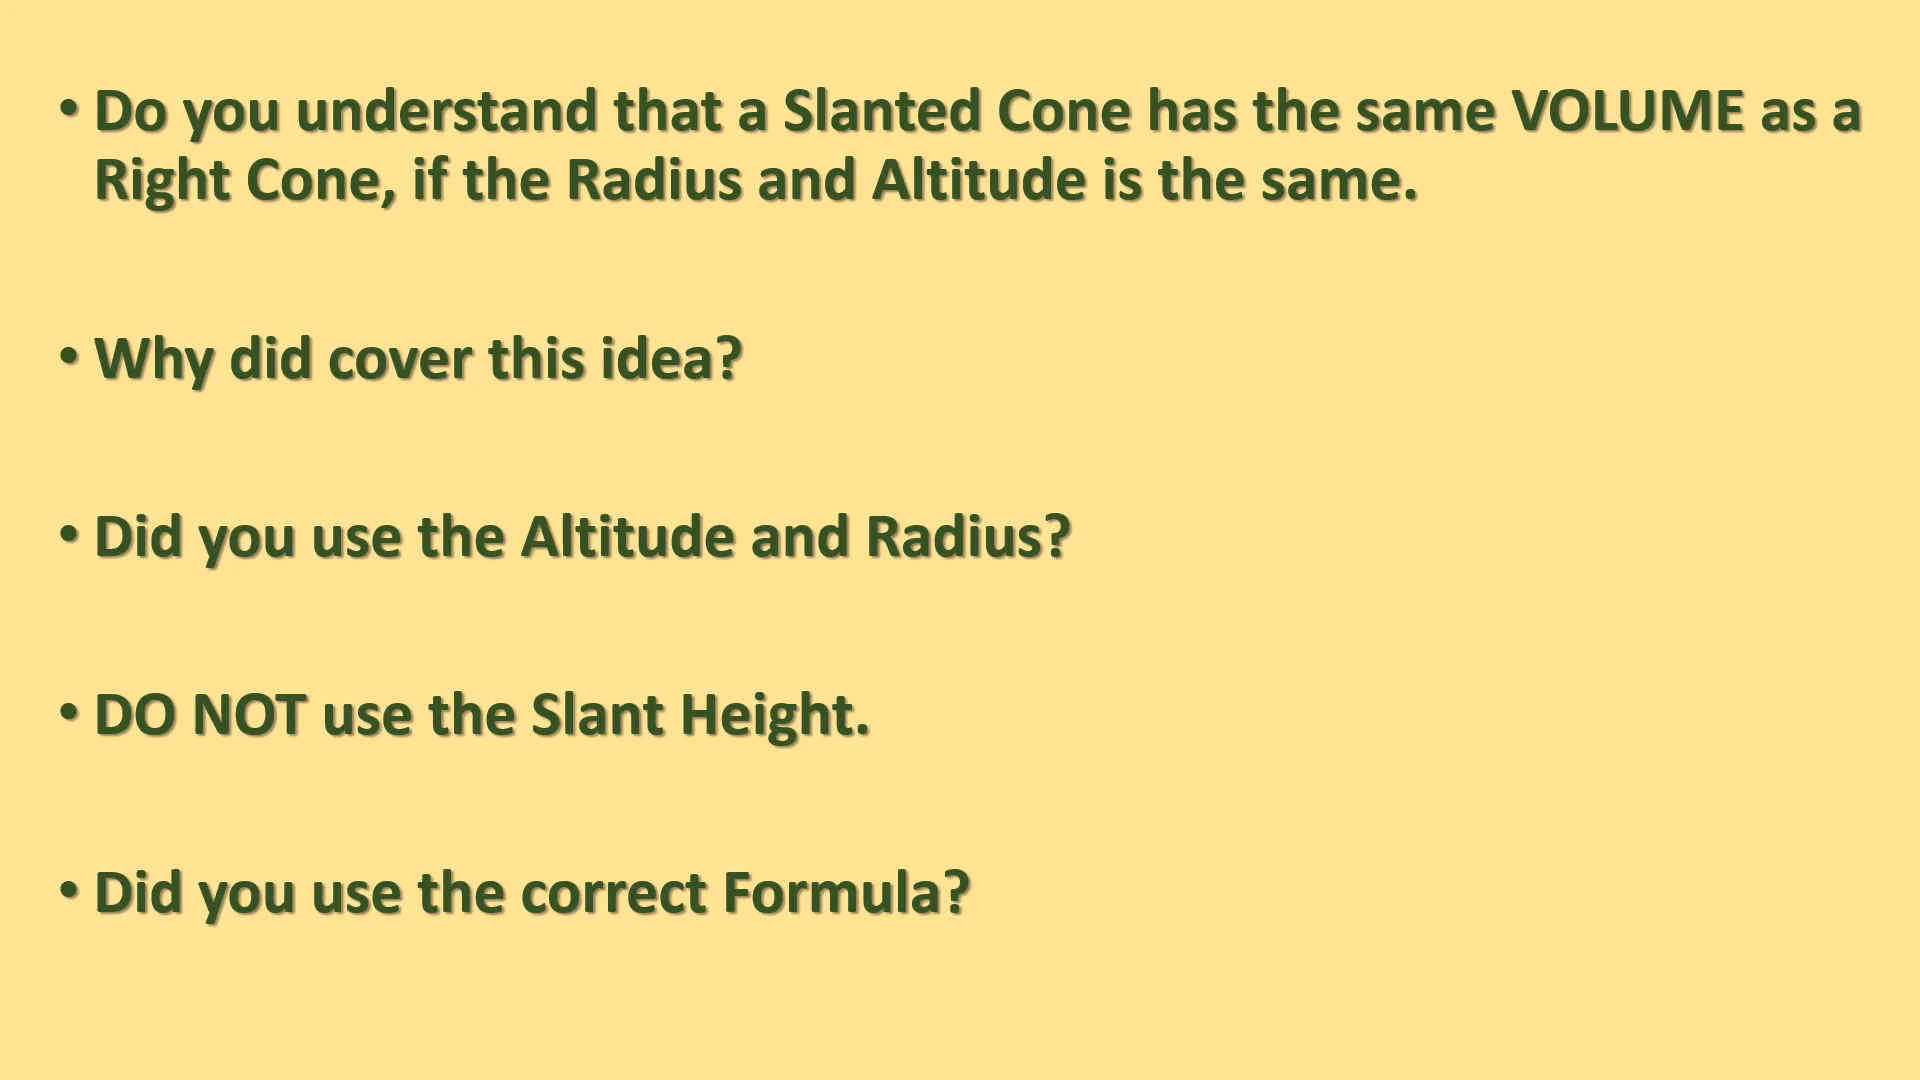 • Do you understand that a Slanted Cone has the same VOLUME as a
Right Cone, if the Radius and Altitude is the same.
• Why did cover this idea?
• Did you use the Altitude and Radius?
• DO NOT use the Slant Height.
• Did you use the correct Formula?